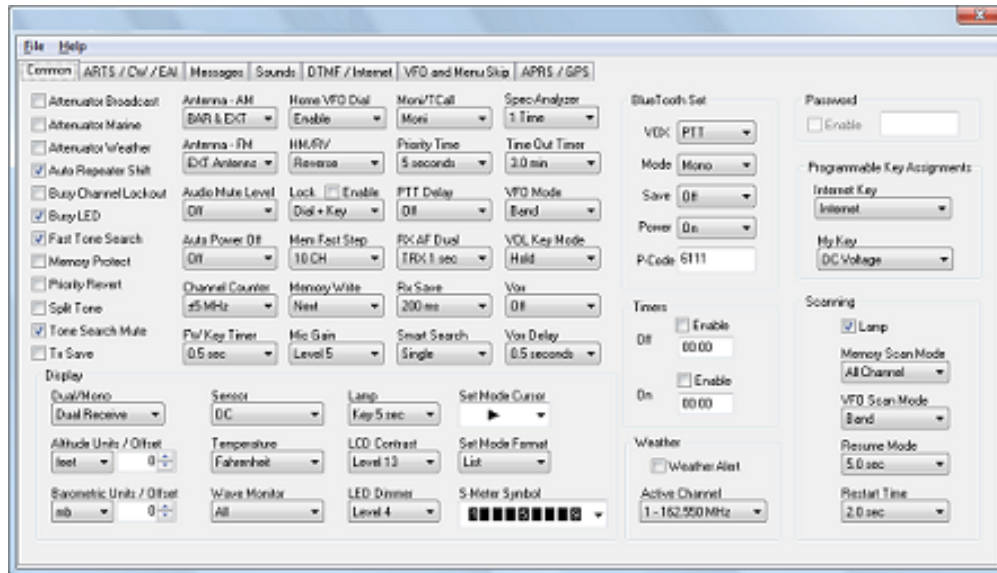 File Help
Common ARTS / CW / EAI Messages Sounds DTMF / Internet VFO and Menu Skip APRS / GPS
Attenuator Broadcast
Attenuator Marine
Attenuator Weather
Auto Repeater Shift
Busy Channel Lockout
Busy LED
Fast Tone Search
Memory Protect
Priority Revert
Split Tone
Tone Search Mute
Tx Save
Antenna - AM
BAR & EXT
Antenna - FM
EXT Antenna
Audio Mute Level
Off
Auto Power Off
Off
Channel Counter
±5 MHz
PW Key Timer
0.5 sec
Home VFO Dial
Enable
HM/RV
Reverse
Lock Enable
Dial + Key
Mem Fast Step
10 CH
Memory Write
Next
Mic Gain
Level 5
Moni/TCall
Moni
Priority Time
5 seconds
PTT Delay
Off
RX AF Dual
TRX 1 sec
Rx Save
200 ms
Smart Search
Single
Spec-Analyzer
1 Time
Time Out Timer
3.0 min
VFO Mode
Band
VOL Key Mode
Hold
Vox
Off
Vox Delay
0.5 seconds
Display
Dual/Mono
Dual Receive
Altitude Units / Offset
feet 0
Barometric Units / Offset
mb 0
Sensor
DC
Temperature
Fahrenheit
Wave Monitor
All
Lamp
Key 5 sec
LCD Contrast
Level 13
LED Dimmer
Level 4
Set Mode Cursor
Set Mode Format
List
S-Meter Symbol
BlueTooth Set
VOX PTT
Mode Mono
Save Off
Power On
P-Code 6111
Timers
Enable
Off 00:00
Enable
On 00:00
Weather
Weather Alert
Active Channel
1 - 162.550 MHz
Password
Enable
Programmable Key Assignments
Internet Key
Internet
My Key
DC Voltage
Scanning
Lamp
Memory Scan Mode
All Channel
VFO Scan Mode
Band
Resume Mode
5.0 sec
Restart Time
2.0 sec